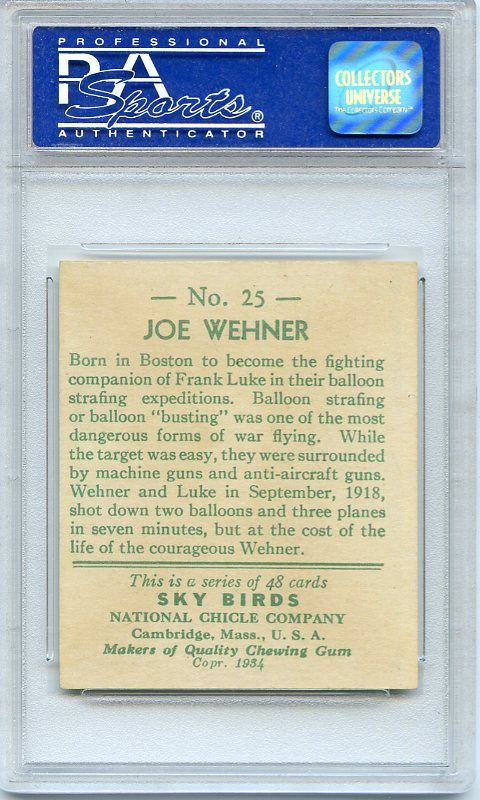 PROFESSIONAL
PSA
Sports®
AUTHENTICATOR
COLLECTORS
UNIVERSE
The Collectors Company™
— No. 25 —
JOE WEHNER
Born in Boston to become the fighting
companion of Frank Luke in their balloon
strafing expeditions. Balloon strafing
or balloon "busting" was one of the most
dangerous forms of war flying. While
the target was easy, they were surrounded
by machine guns and anti-aircraft guns.
Wehner and Luke in September, 1918,
shot down two balloons and three planes
in seven minutes, but at the cost of the
life of the courageous Wehner.
This is a series of 48 cards
SKY BIRDS
NATIONAL CHICLE COMPANY
Cambridge, Mass., U. S. A.
Makers of Quality Chewing Gum
Copr. 1934